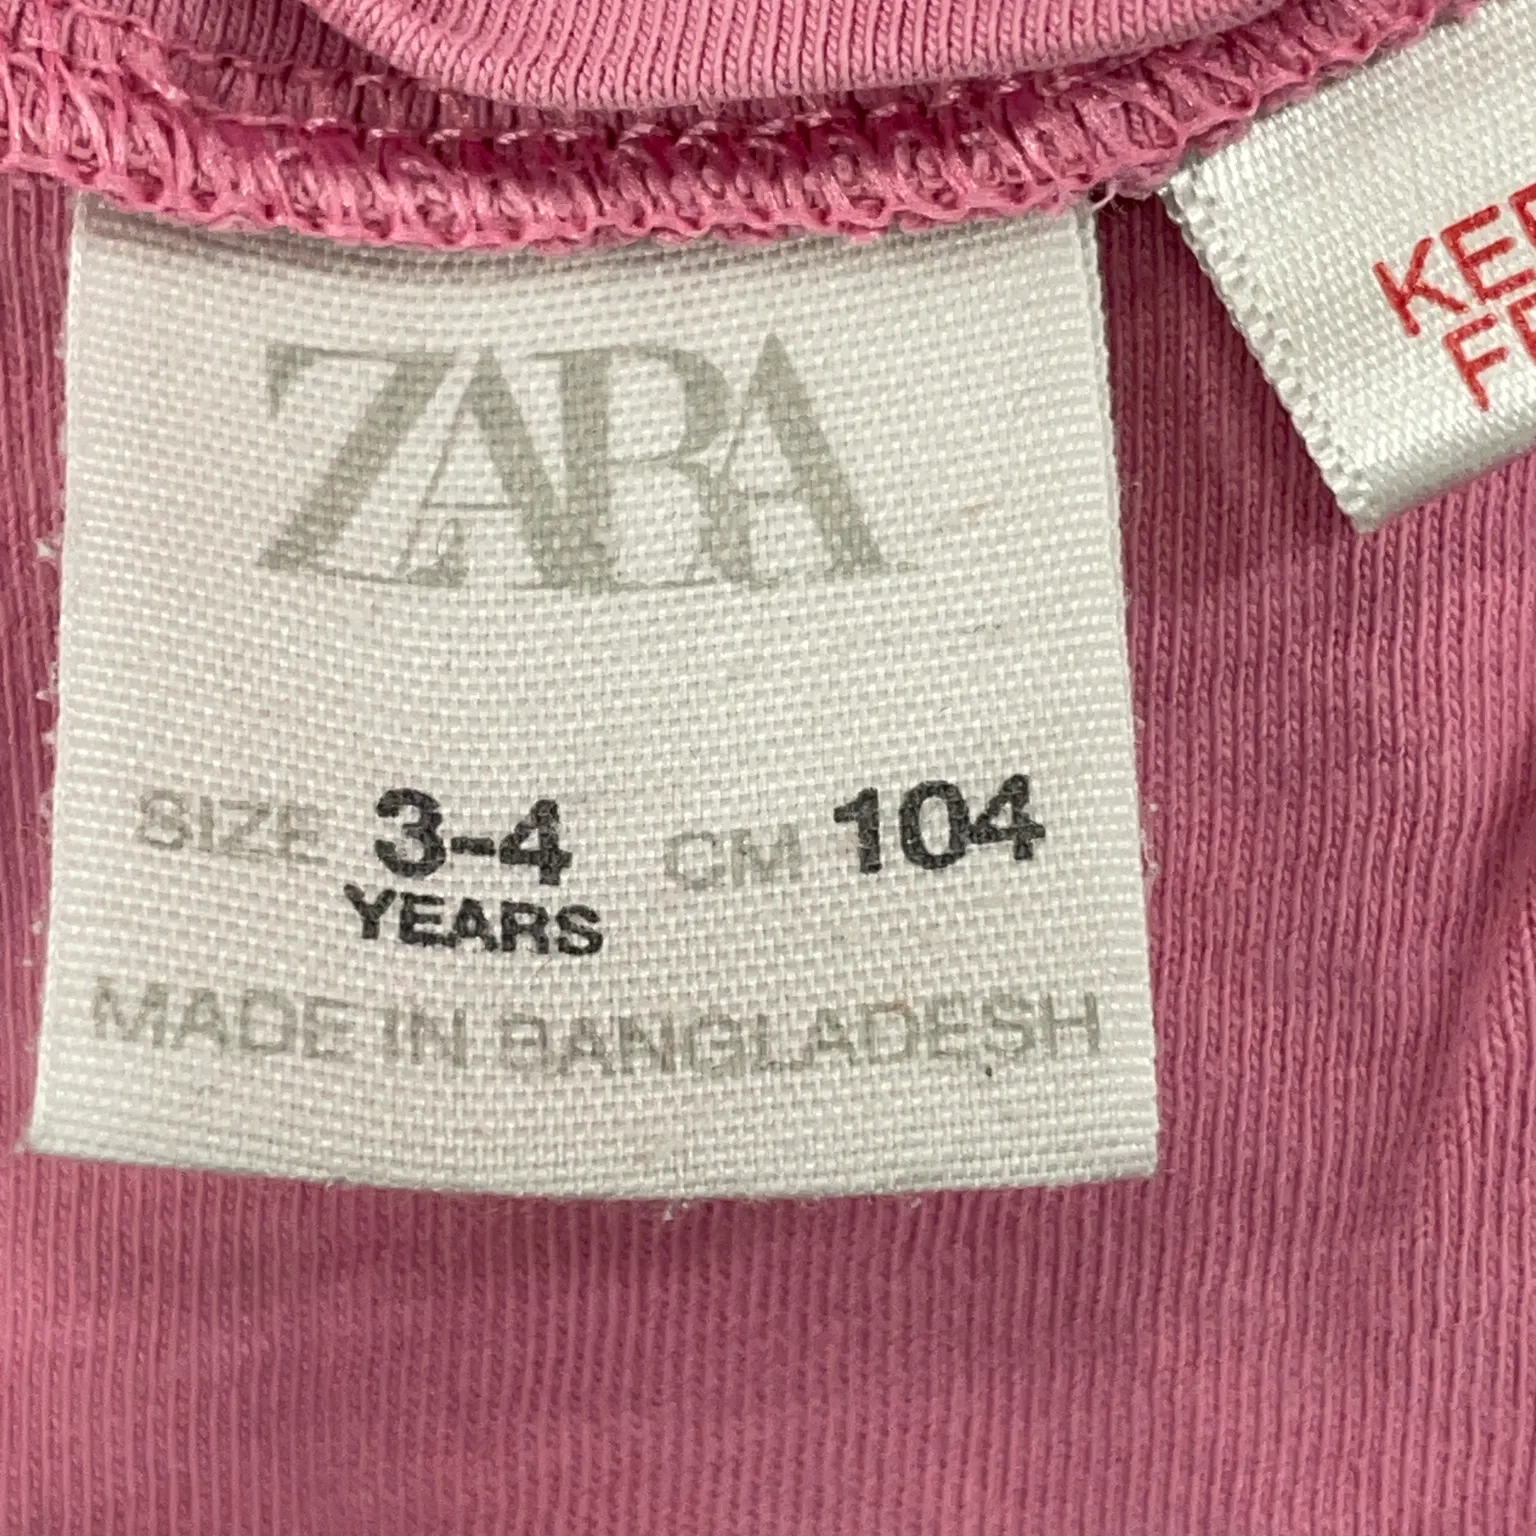 ZARA
SIZE 3-4 CM 104
YEARS
MADE IN BANGLADESH